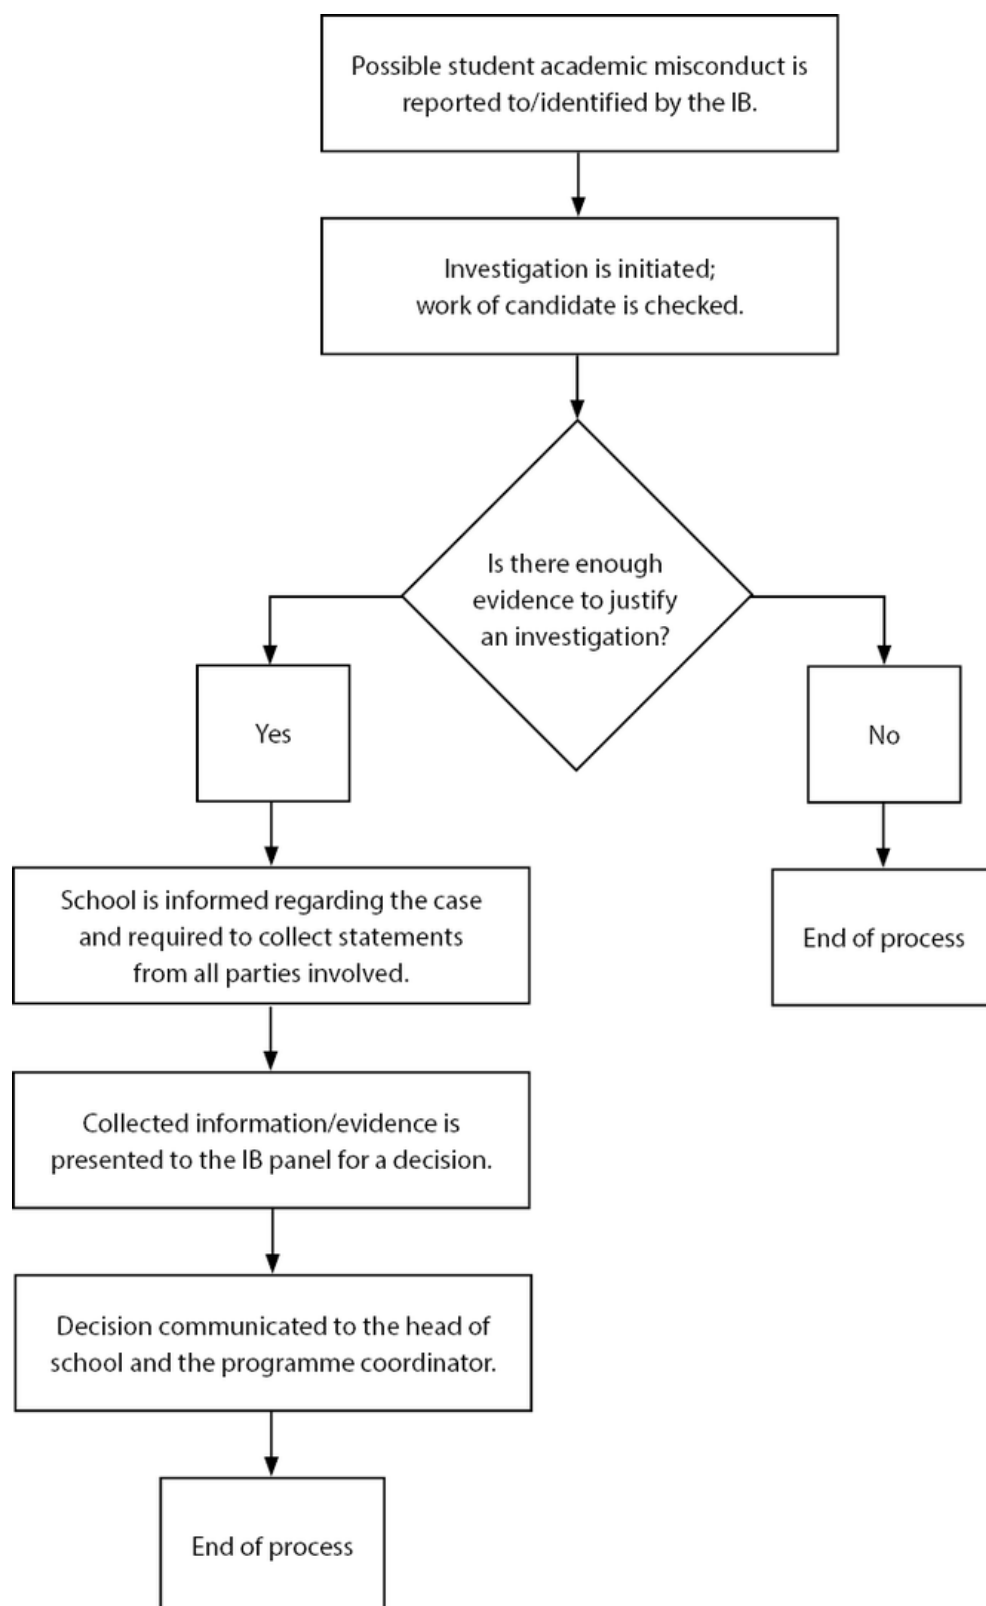 Possible student academic misconduct is
reported to/identified by the IB.
Investigation is initiated;
work of candidate is checked.
Is there enough
evidence to justify
an investigation?
Yes
No
School is informed regarding the case
and required to collect statements
from all parties involved.
End of process
Collected information/evidence is
presented to the IB panel for a decision.
Decision communicated to the head of
school and the programme coordinator.
End of process